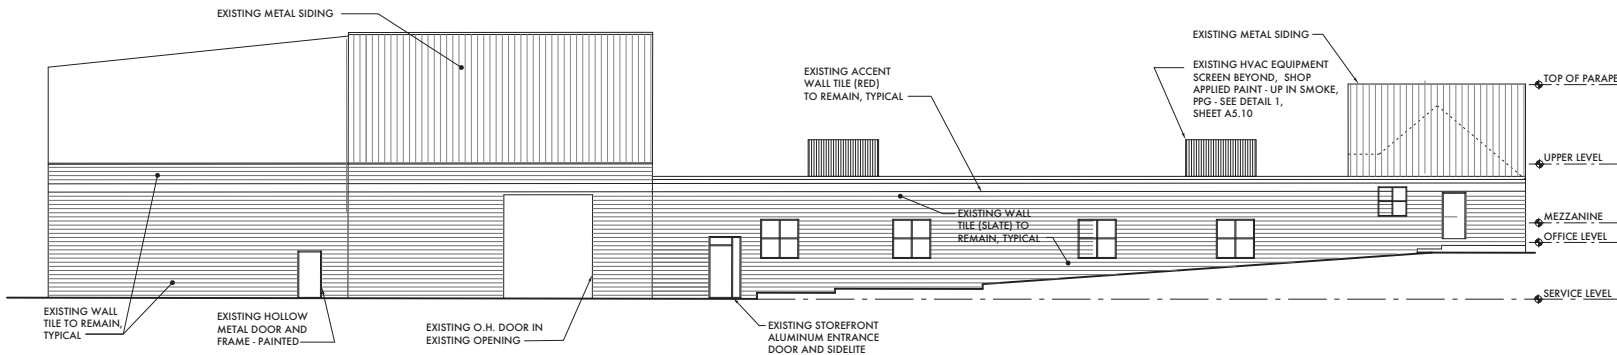 EXISTING METAL SIDING
EXISTING METAL SIDING
EXISTING ACCENT
WALL TILE (RED)
TO REMAIN, TYPICAL
EXISTING HVAC EQUIPMENT
SCREEN BEYOND, SHOP
APPLIED PAINT - UP IN SMOKE,
PPG - SEE DETAIL 1,
SHEET A5.10
TOP OF PARAPE
UPPER LEVEL
MEZZANINE
OFFICE LEVEL
SERVICE LEVEL
EXISTING WALL
TILE (SLATE) TO
REMAIN, TYPICAL
EXISTING WALL
TILE TO REMAIN,
TYPICAL
EXISTING HOLLOW
METAL DOOR AND
FRAME - PAINTED
EXISTING O.H. DOOR IN
EXISTING OPENING
EXISTING STOREFRONT
ALUMINUM ENTRANCE
DOOR AND SIDELITE